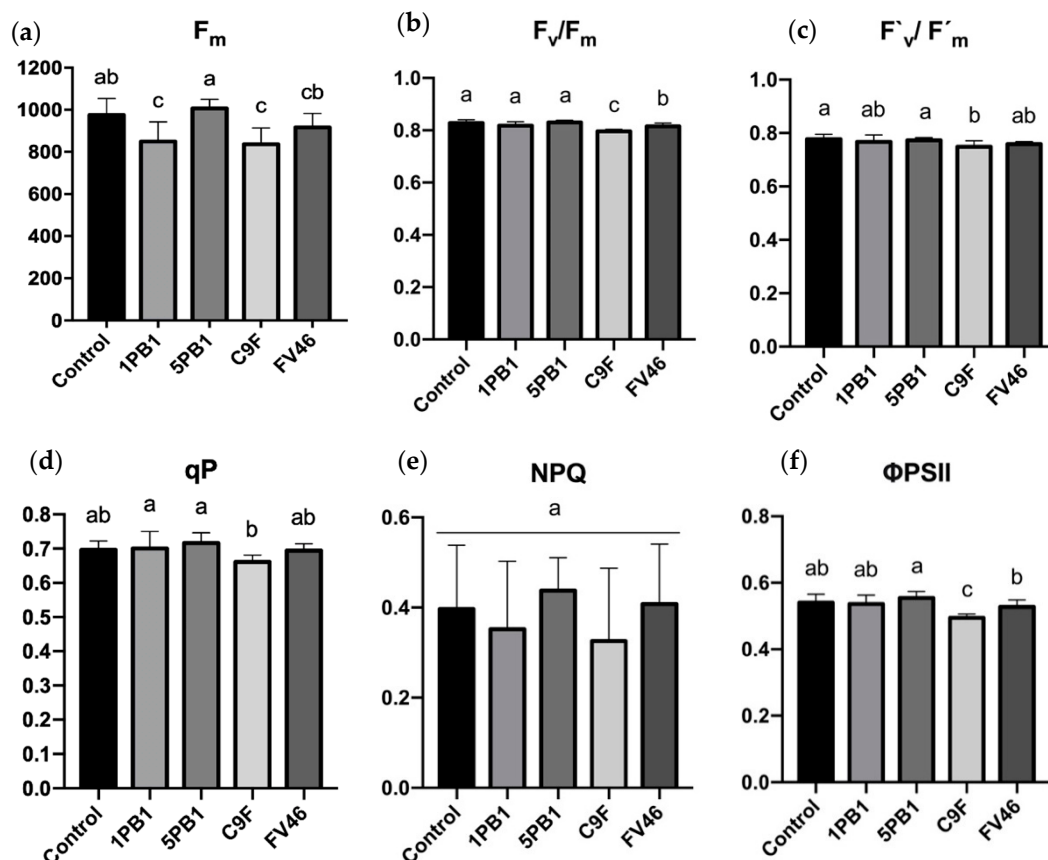 (a)
F_m
ab c a c cb
1200
1000
800
600
400
200
0
Control 1PB1 5PB1 C9F FV46
(b)
F_v/F_m
a a a c b
1.0
0.8
0.6
0.4
0.2
0.0
Control 1PB1 5PB1 C9F FV46
(c)
F`_v/ F´_m
a ab a b ab
1.0
0.8
0.6
0.4
0.2
0.0
Control 1PB1 5PB1 C9F FV46
(d)
qP
ab a a b ab
0.8
0.7
0.6
0.5
0.4
0.3
0.2
0.1
0.0
Control 1PB1 5PB1 C9F FV46
(e)
NPQ
a
0.6
0.4
0.2
0.0
Control 1PB1 5PB1 C9F FV46
(f)
ΦPSII
ab ab a c b
0.8
0.6
0.4
0.2
0.0
Control 1PB1 5PB1 C9F FV46